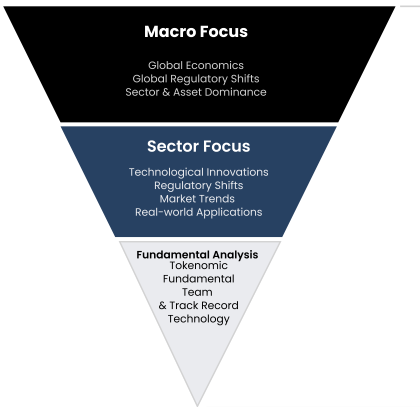 Macro Focus
Global Economics
Global Regulatory Shifts
Sector & Asset Dominance
Sector Focus
Technological Innovations
Regulatory Shifts
Market Trends
Real-world Applications
Fundamental Analysis
Tokenomic
Fundamental
Team
& Track Record
Technology